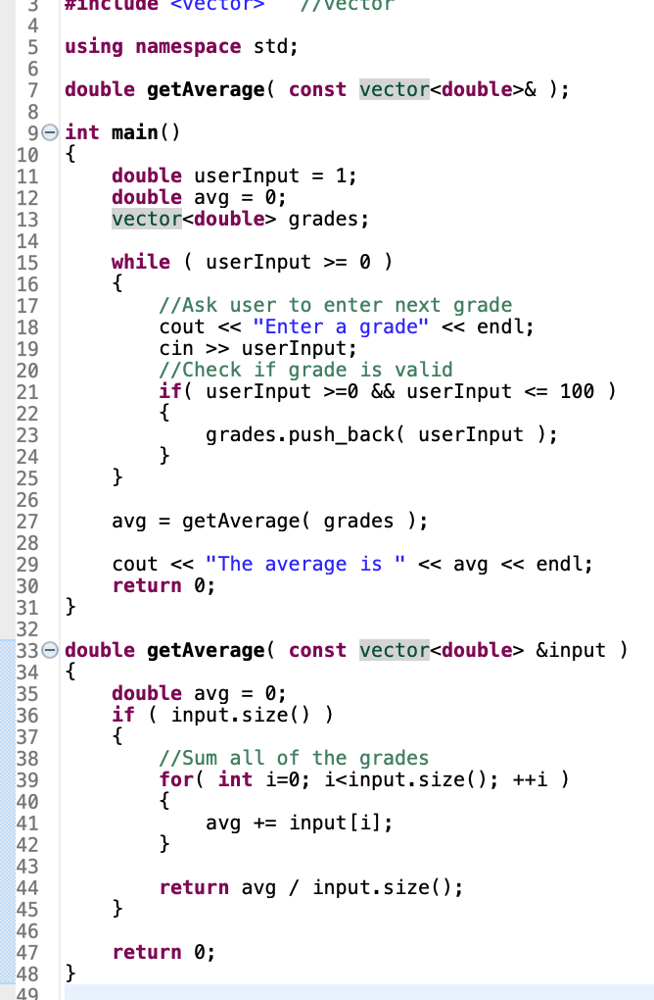 3 #include <vector> //vector
4
5 using namespace std;
6
7 double getAverage( const vector<double>& );
8
9 int main()
10 {
11 double userInput = 1;
12 double avg = 0;
13 vector<double> grades;
14
15 while ( userInput >= 0 )
16 {
17 //Ask user to enter next grade
18 cout << "Enter a grade" << endl;
19 cin >> userInput;
20 //Check if grade is valid
21 if( userInput >=0 && userInput <= 100 )
22 {
23 grades.push_back( userInput );
24 }
25 }
26
27 avg = getAverage( grades );
28
29 cout << "The average is " << avg << endl;
30 return 0;
31 }
32
33 double getAverage( const vector<double> &input )
34 {
35 double avg = 0;
36 if ( input.size() )
37 {
38 //Sum all of the grades
39 for( int i=0; i<input.size(); ++i )
40 {
41 avg += input[i];
42 }
43
44 return avg / input.size();
45 }
46
47 return 0;
48 }
49